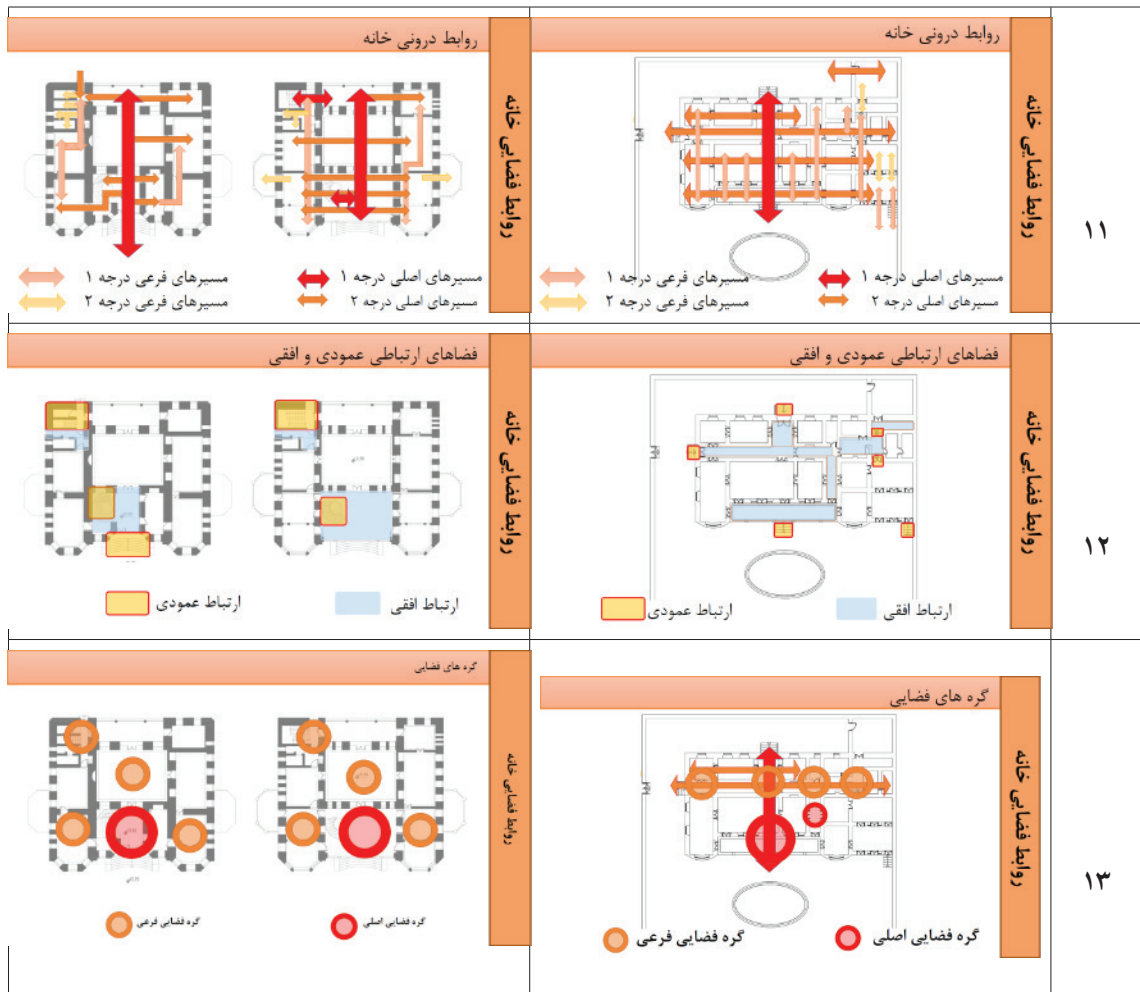 ۱۱
روابط درونی خانه
روابط فضایی خانه
مسیرهای اصلی درجه ۱
مسیرهای فرعی درجه ۱
مسیرهای اصلی درجه ۲
مسیرهای فرعی درجه ۲
روابط درونی خانه
روابط فضایی خانه
مسیرهای اصلی درجه ۱
مسیرهای فرعی درجه ۱
مسیرهای اصلی درجه ۲
مسیرهای فرعی درجه ۲
۱۲
فضاهای ارتباطی عمودی و افقی
روابط فضایی خانه
ارتباط افقی
ارتباط عمودی
فضاهای ارتباطی عمودی و افقی
روابط فضایی خانه
ارتباط افقی
ارتباط عمودی
۱۳
گره های فضایی
روابط فضایی خانه
گره فضایی اصلی
گره فضایی فرعی
گره های فضایی
روابط فضایی خانه
گره فضایی اصلی
گره فضایی فرعی